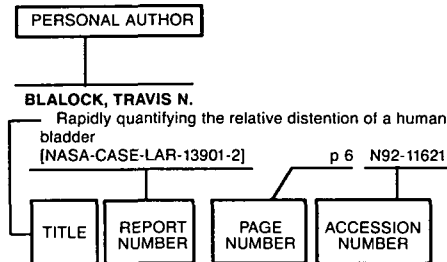 PERSONAL AUTHOR
BLALOCK, TRAVIS N.
Rapidly quantifying the relative distention of a human
bladder
[NASA-CASE-LAR-13901-2] p 6 N92-11621
TITLE
REPORT
NUMBER
PAGE
NUMBER
ACCESSION
NUMBER